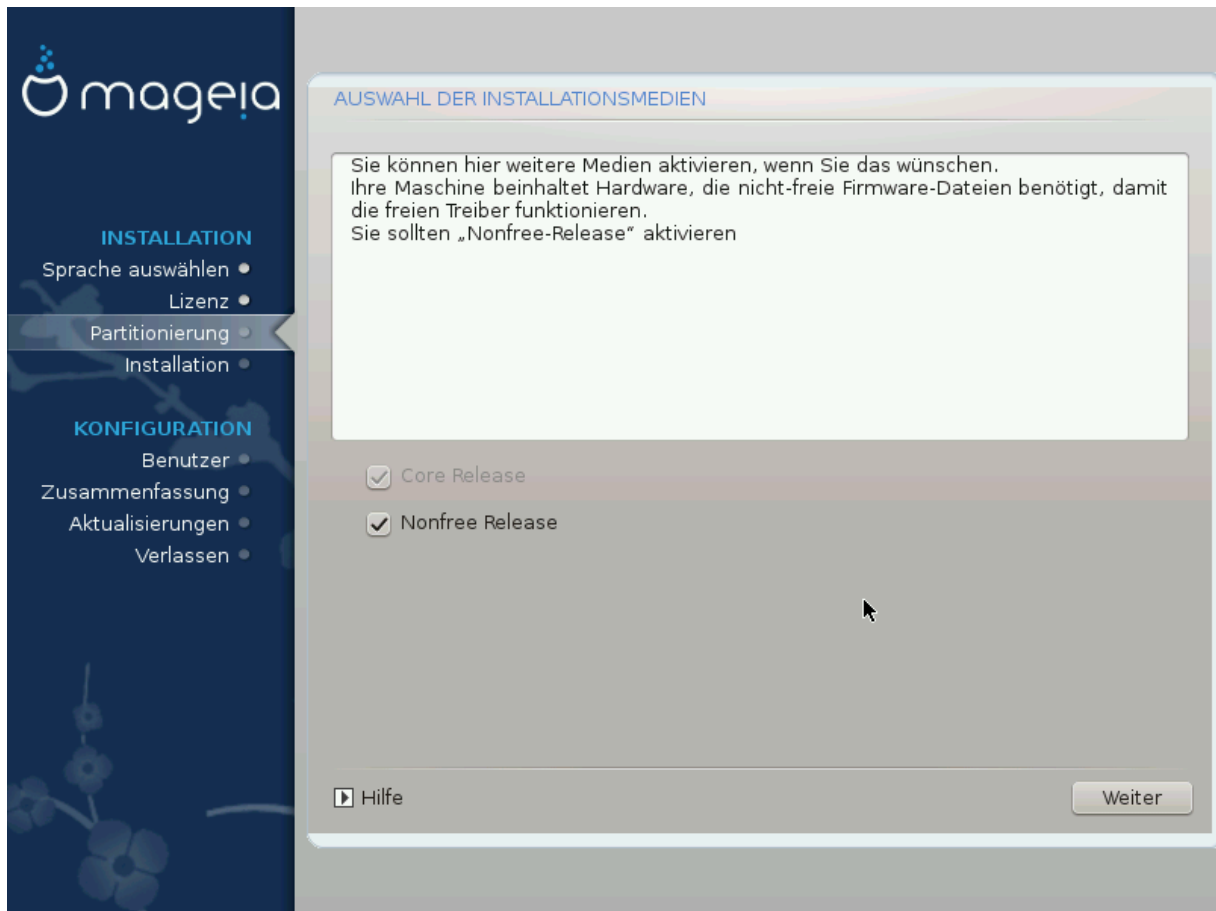 mageia
INSTALLATION
Sprache auswählen
Lizenz
Partitionierung
Installation
KONFIGURATION
Benutzer
Zusammenfassung
Aktualisierungen
Verlassen
AUSWAHL DER INSTALLATIONSMEDIEN
Sie können hier weitere Medien aktivieren, wenn Sie das wünschen.
Ihre Maschine beinhaltet Hardware, die nicht-freie Firmware-Dateien benötigt, damit
die freien Treiber funktionieren.
Sie sollten „Nonfree-Release“ aktivieren
Core Release
Nonfree Release
Hilfe
Weiter